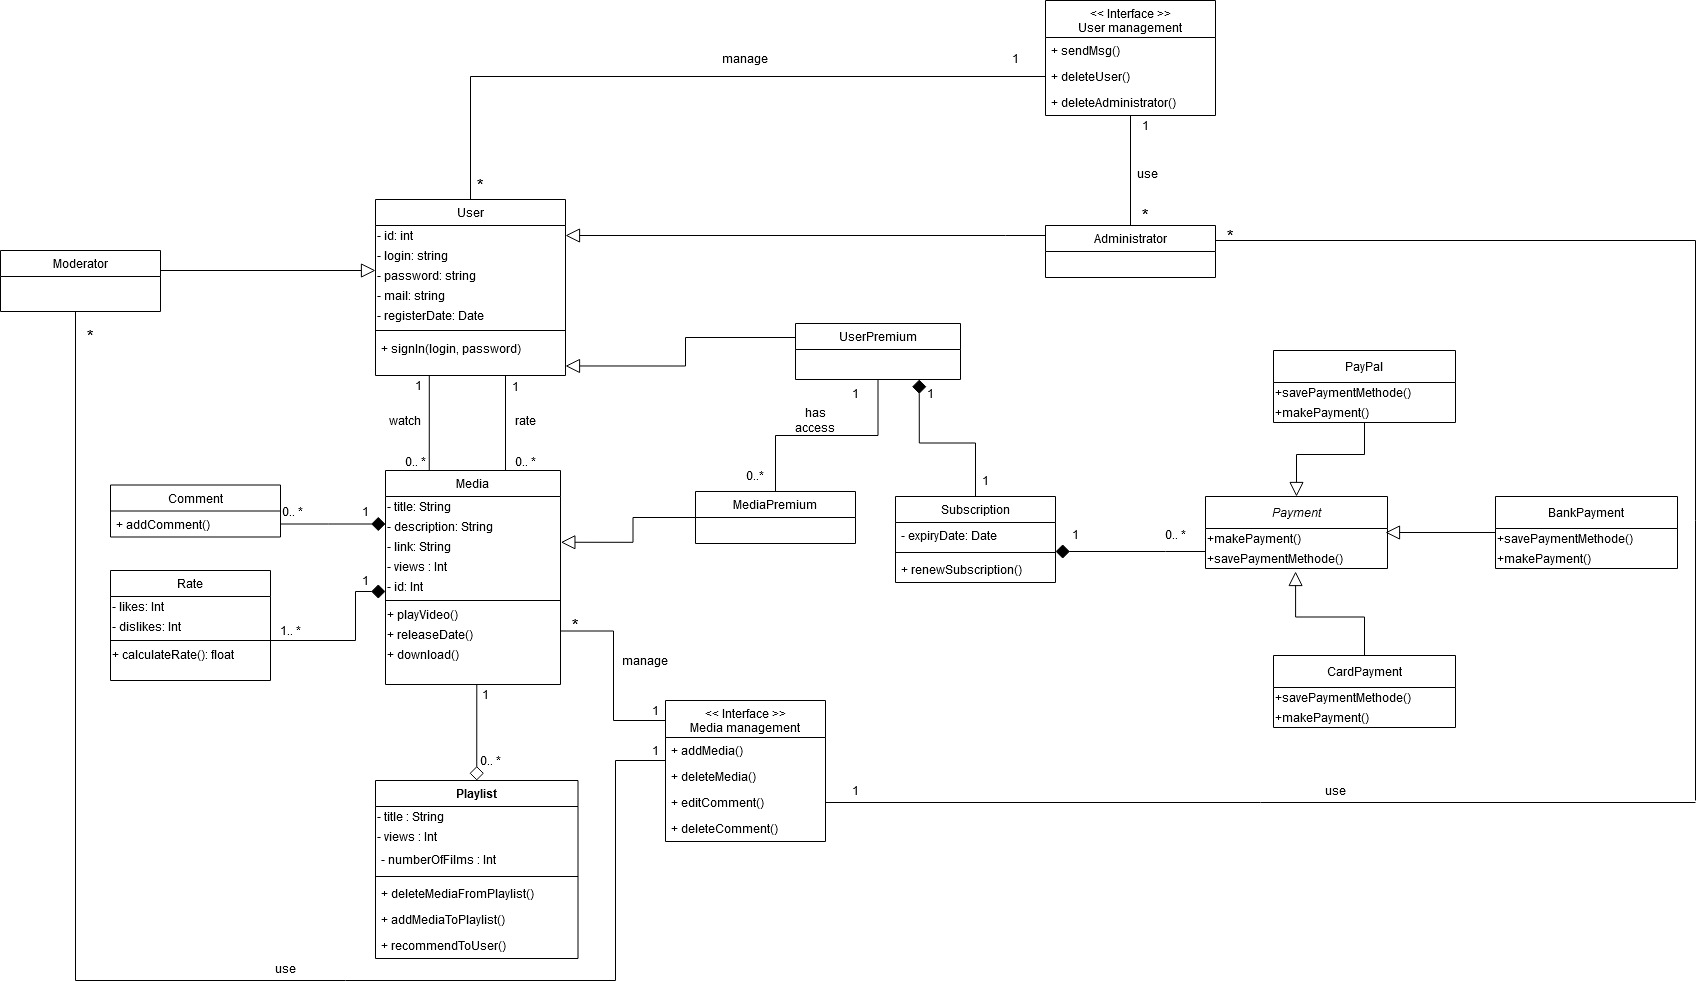 << Interface >>
User management
+ sendMsg()
+ deleteUser()
+ deleteAdministrator()
manage
1
*
1
use
*
User
- id: int
- login: string
- password: string
- mail: string
- registerDate: Date
+ signIn(login, password)
Administrator
*
Moderator
*
UserPremium
1
1
has
access
0..*
1
1
1
watch
rate
0.. *
0.. *
PayPal
+savePaymentMethode()
+makePayment()
Media
- title: String
- description: String
- link: String
- views : Int
- id: Int
+ playVideo()
+ releaseDate()
+ download()
Comment
+ addComment()
0.. *
1
Rate
- likes: Int
- dislikes: Int
+ calculateRate(): float
1
1.. *
MediaPremium
Subscription
- expiryDate: Date
+ renewSubscription()
1
0.. *
Payment
+makePayment()
+savePaymentMethode()
BankPayment
+savePaymentMethode()
+makePayment()
CardPayment
+savePaymentMethode()
+makePayment()
*
manage
1
1
<< Interface >>
Media management
+ addMedia()
+ deleteMedia()
+ editComment()
+ deleteComment()
1
use
1
0.. *
Playlist
- title : String
- views : Int
- numberOfFilms : Int
+ deleteMediaFromPlaylist()
+ addMediaToPlaylist()
+ recommendToUser()
use